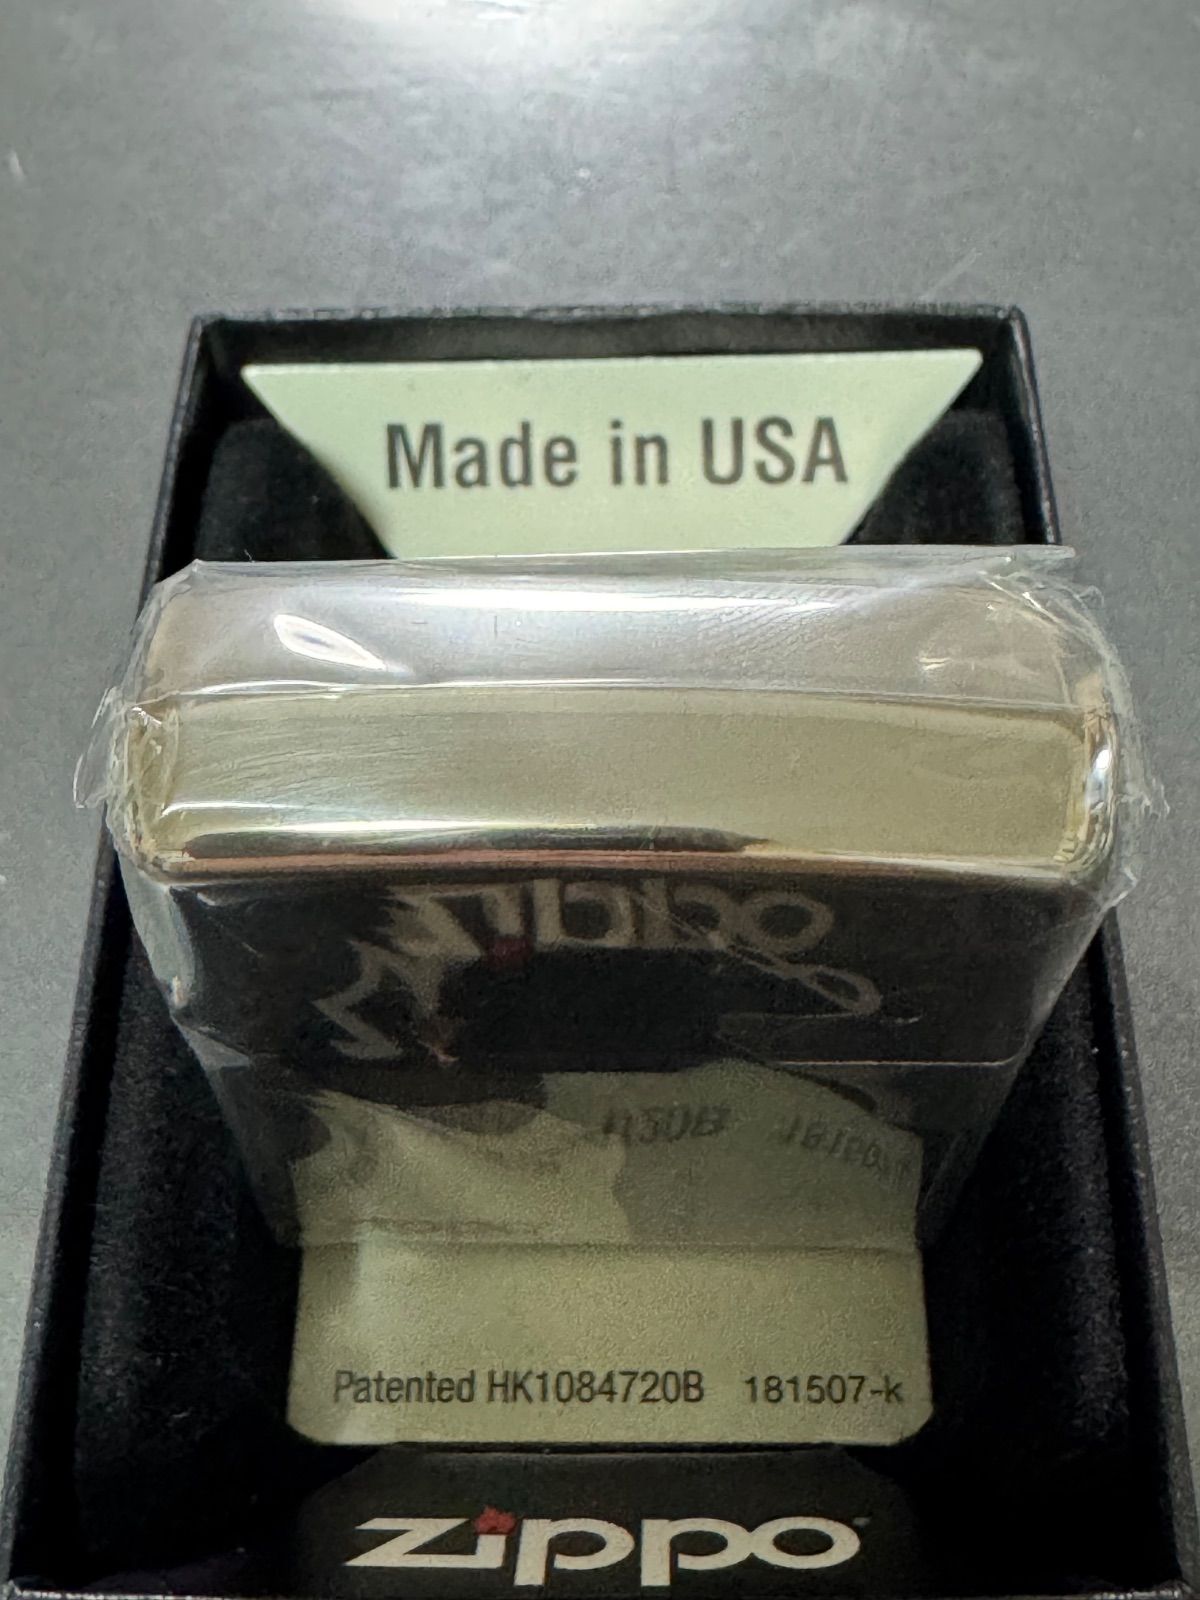 Made in USA
Patented HK1084720B 181507-k
zippo